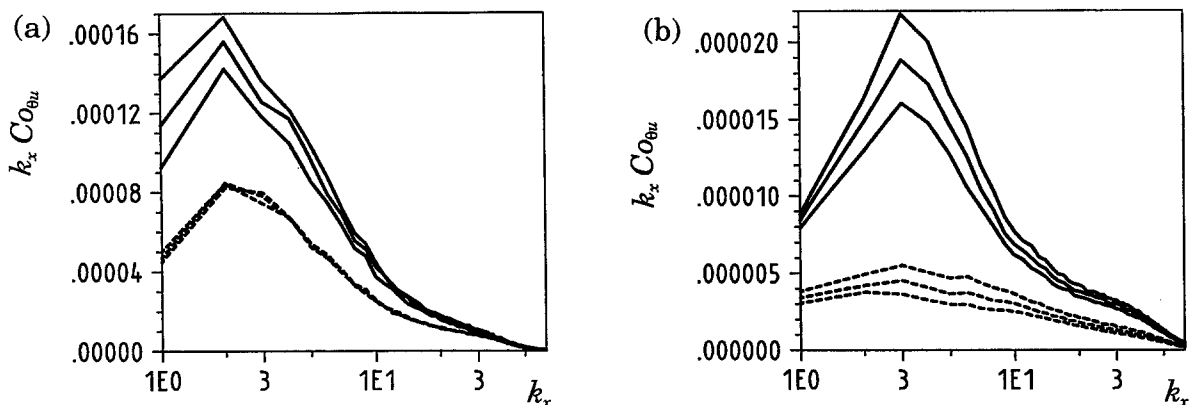 (a)
.00016
.00012
.00008
.00004
.00000
k_x Co_θu
1E0
3
1E1
3
k_x
(b)
.000020
.000015
.000010
.000005
.000000
k_x Co_θu
1E0
3
1E1
3
k_x